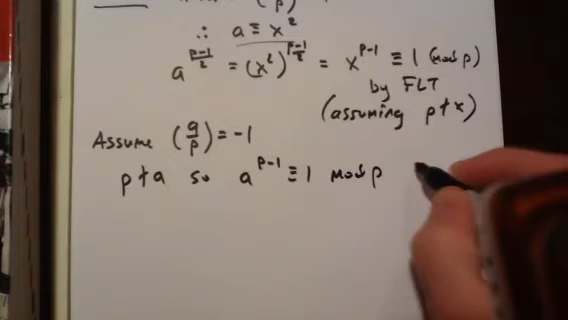 ∴ a ≡ x²
a^{(p-1)/2} = (x²)^{(p-1)/2} = x^{p-1} ≡ 1 (mod p)
by FLT
(assuming p∤x)
Assume (a/p) = -1
p∤a so a^{p-1} ≡ 1 mod p